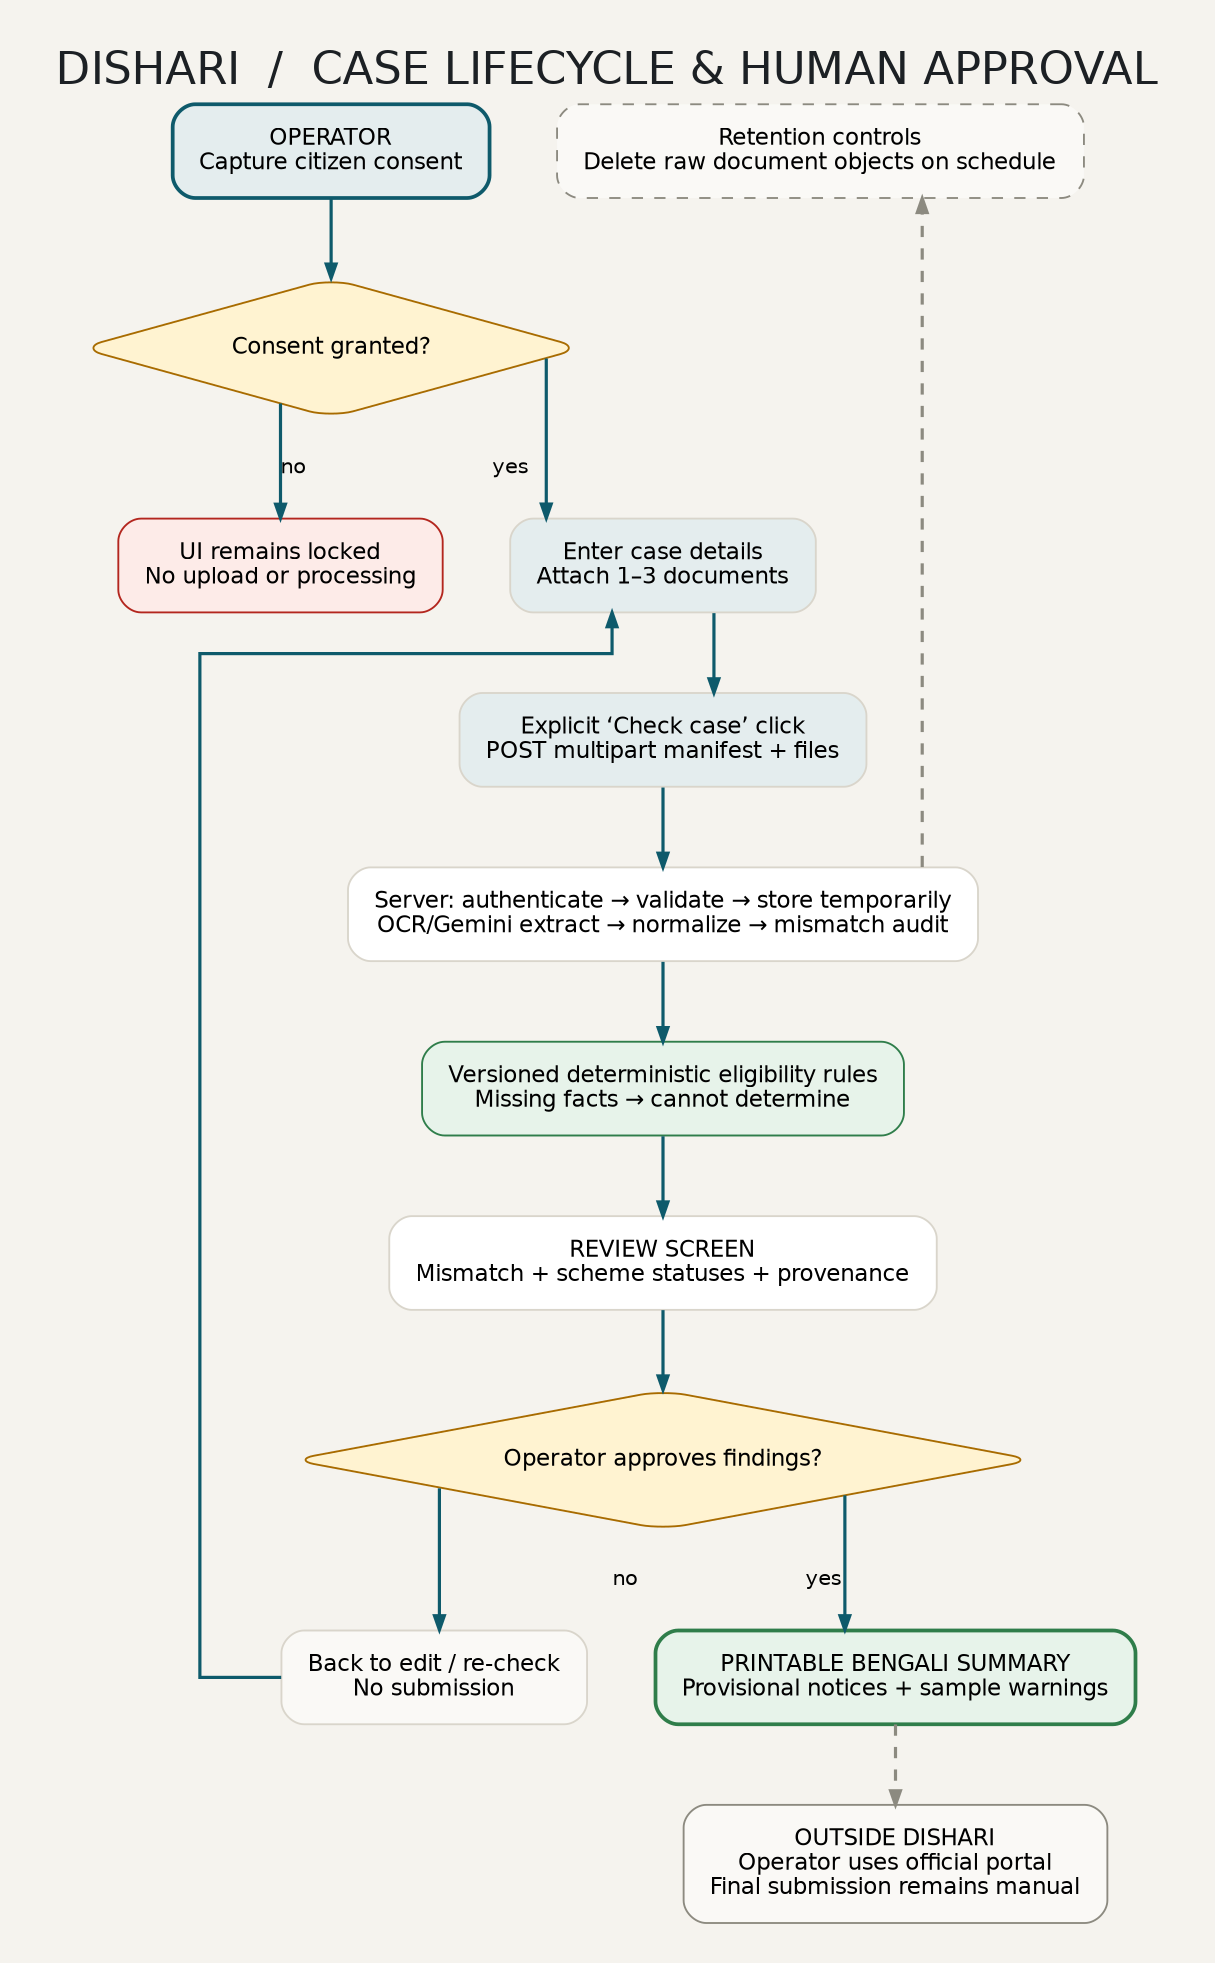 DISHARI / CASE LIFECYCLE & HUMAN APPROVAL
OPERATOR
Capture citizen consent
Retention controls
Delete raw document objects on schedule
Consent granted?
no
yes
UI remains locked
No upload or processing
Enter case details
Attach 1–3 documents
Explicit ‘Check case’ click
POST multipart manifest + files
Server: authenticate → validate → store temporarily
OCR/Gemini extract → normalize → mismatch audit
Versioned deterministic eligibility rules
Missing facts → cannot determine
REVIEW SCREEN
Mismatch + scheme statuses + provenance
Operator approves findings?
no
yes
Back to edit / re-check
No submission
PRINTABLE BENGALI SUMMARY
Provisional notices + sample warnings
OUTSIDE DISHARI
Operator uses official portal
Final submission remains manual